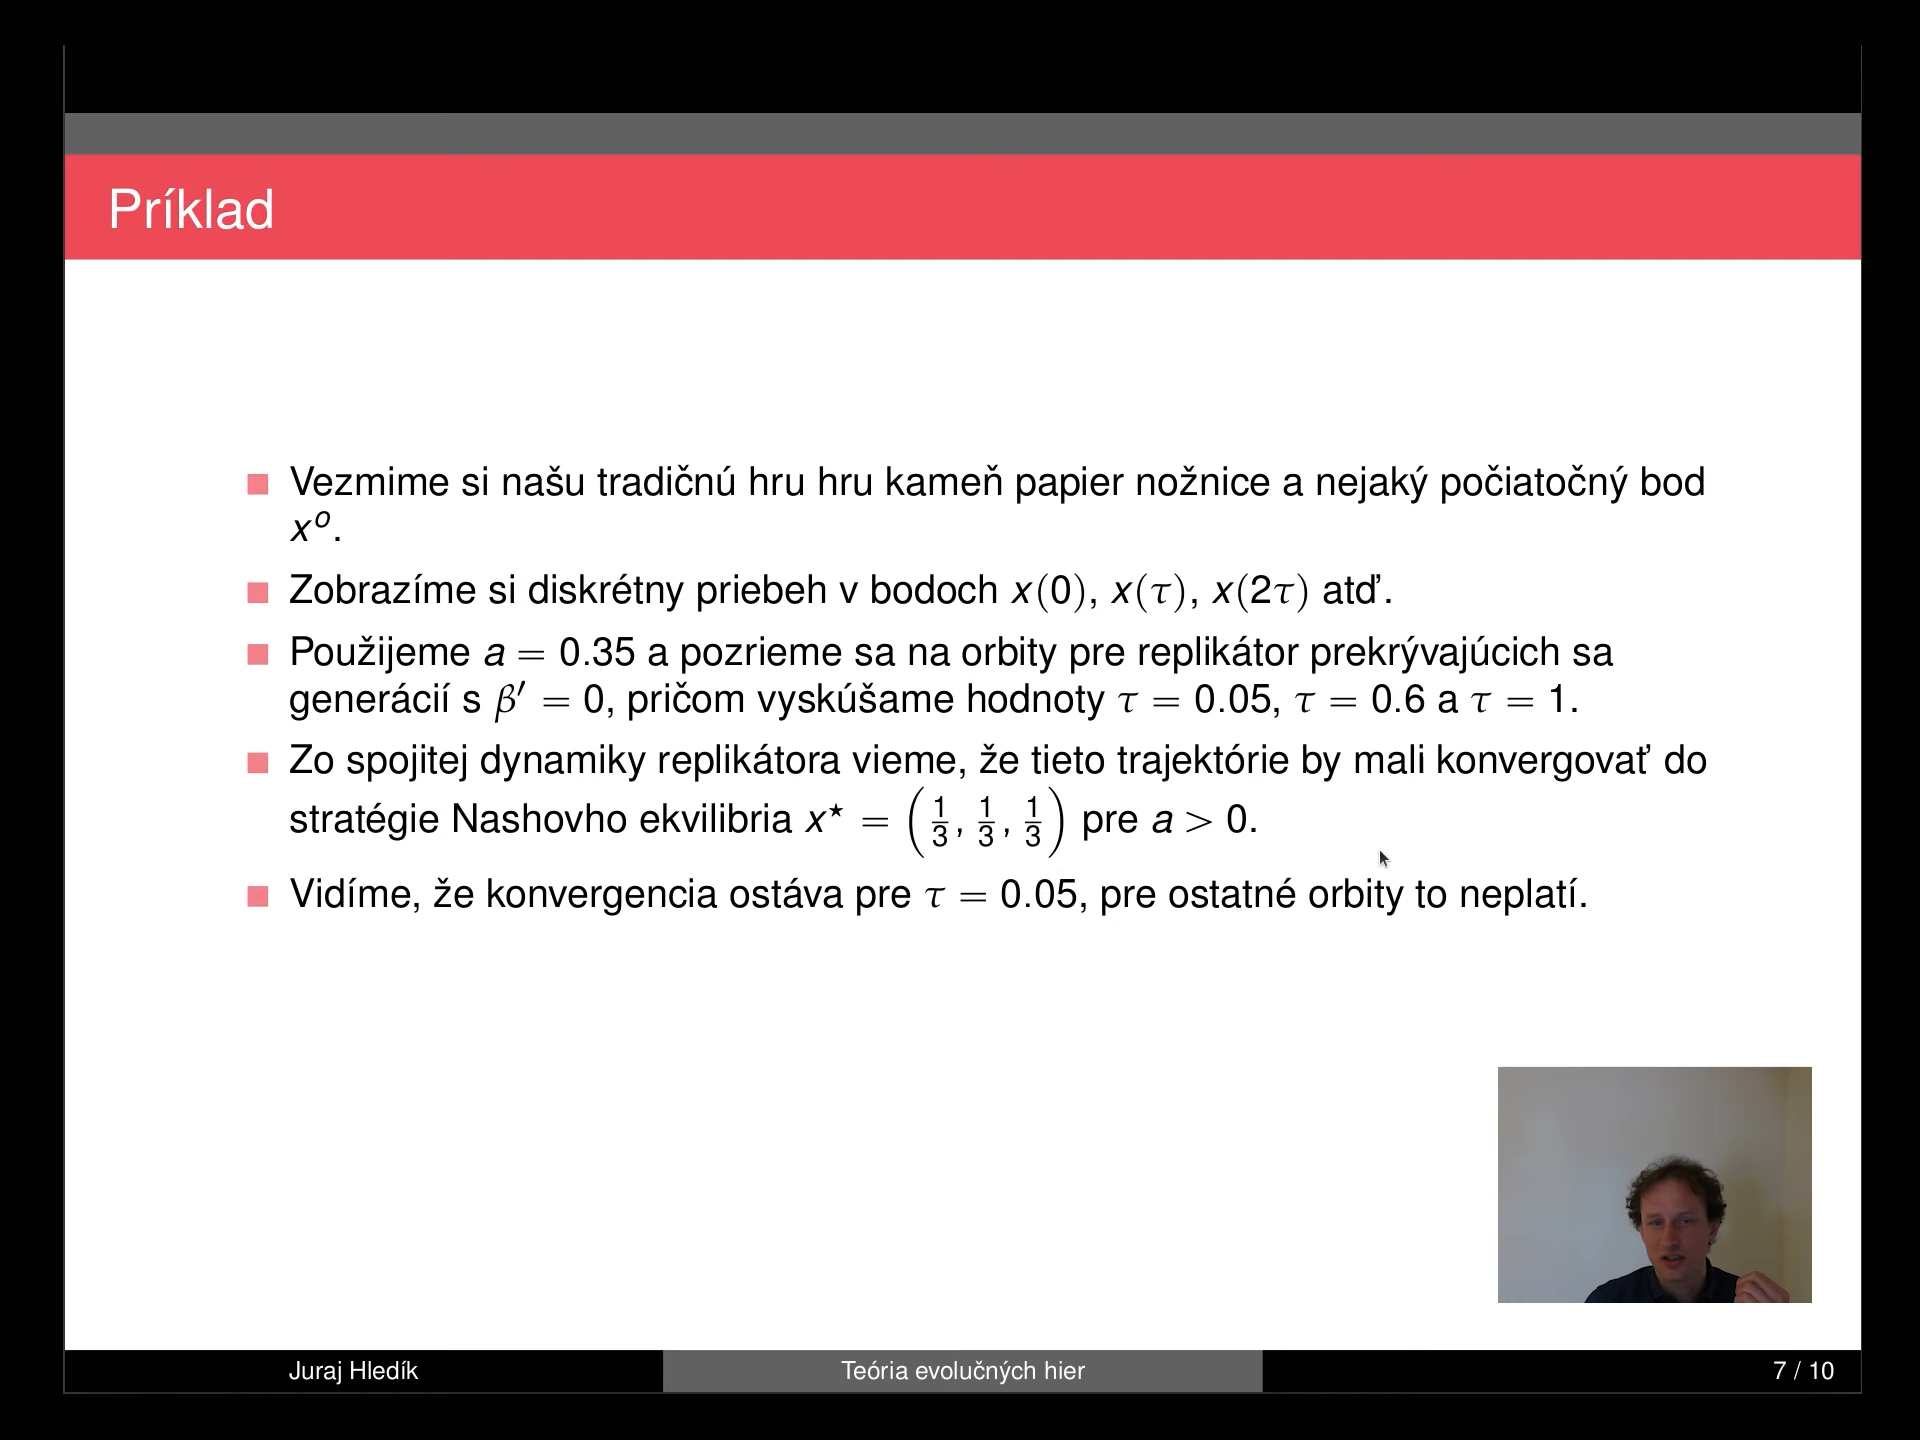 Príklad
Vezmime si našu tradičnú hru hru kameň papier nožnice a nejaký počiatočný bod
x⁰.
Zobrazíme si diskrétny priebeh v bodoch x(0), x(τ), x(2τ) atď.
Použijeme a = 0.35 a pozrieme sa na orbity pre replikátor prekrývajúcich sa
generácií s β′ = 0, pričom vyskúšame hodnoty τ = 0.05, τ = 0.6 a τ = 1.
Zo spojitej dynamiky replikátora vieme, že tieto trajektórie by mali konvergovať do
stratégie Nashovho ekvilibria x⋆ = (1/3, 1/3, 1/3) pre a > 0.
Vidíme, že konvergencia ostáva pre τ = 0.05, pre ostatné orbity to neplatí.
Juraj Hledík
Teória evolučných hier
7 / 10